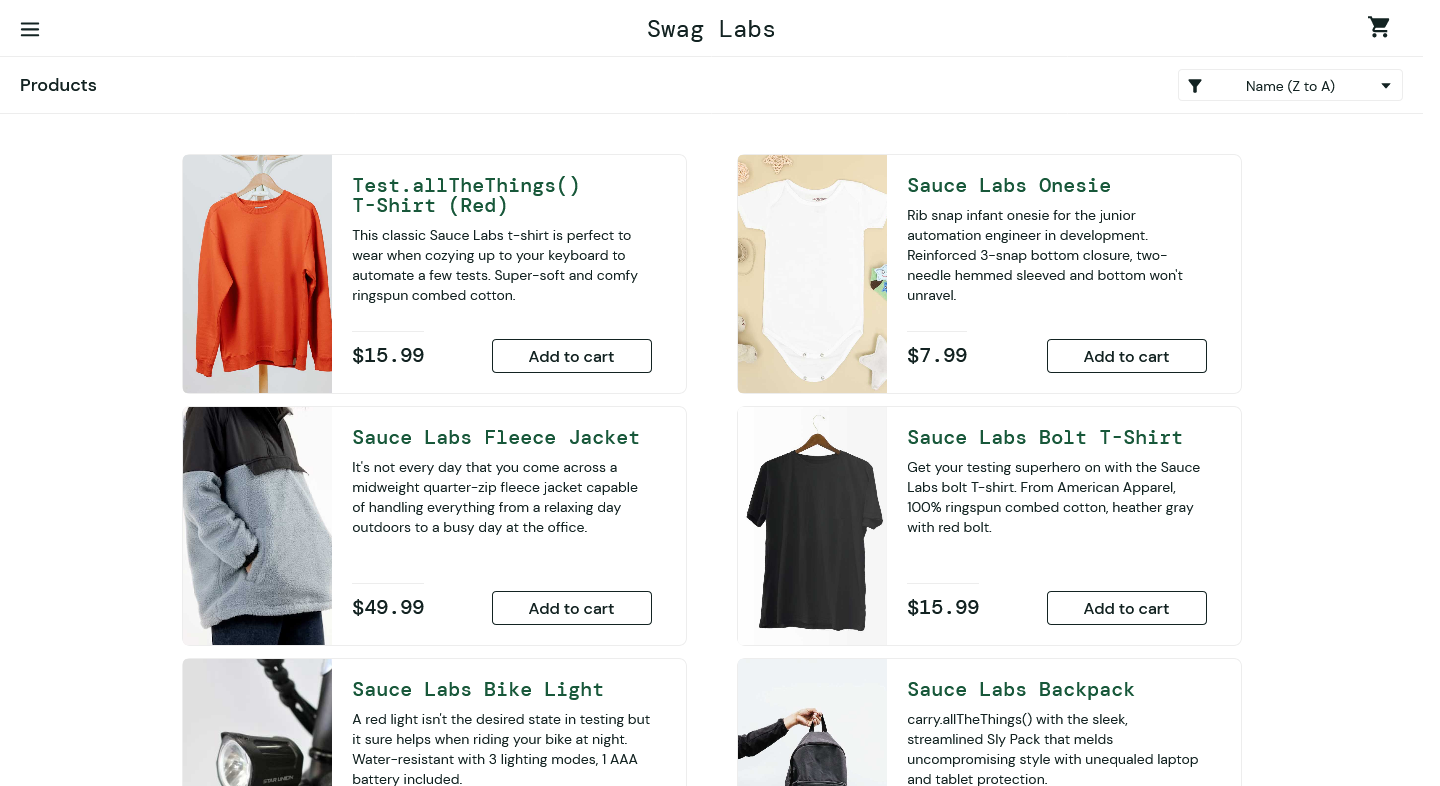 Swag Labs
Products
Name (Z to A)
Test.allTheThings()
T-Shirt (Red)
This classic Sauce Labs t-shirt is perfect to
wear when cozying up to your keyboard to
automate a few tests. Super-soft and comfy
ringspun combed cotton.
$15.99
Add to cart
Sauce Labs Onesie
Rib snap infant onesie for the junior
automation engineer in development.
Reinforced 3-snap bottom closure, two-
needle hemmed sleeved and bottom won't
unravel.
$7.99
Add to cart
Sauce Labs Fleece Jacket
It's not every day that you come across a
midweight quarter-zip fleece jacket capable
of handling everything from a relaxing day
outdoors to a busy day at the office.
$49.99
Add to cart
Sauce Labs Bolt T-Shirt
Get your testing superhero on with the Sauce
Labs bolt T-shirt. From American Apparel,
100% ringspun combed cotton, heather gray
with red bolt.
$15.99
Add to cart
STAR UNION
Sauce Labs Bike Light
A red light isn't the desired state in testing but
it sure helps when riding your bike at night.
Water-resistant with 3 lighting modes, 1 AAA
battery included.
Sauce Labs Backpack
carry.allTheThings() with the sleek,
streamlined Sly Pack that melds
uncompromising style with unequaled laptop
and tablet protection.